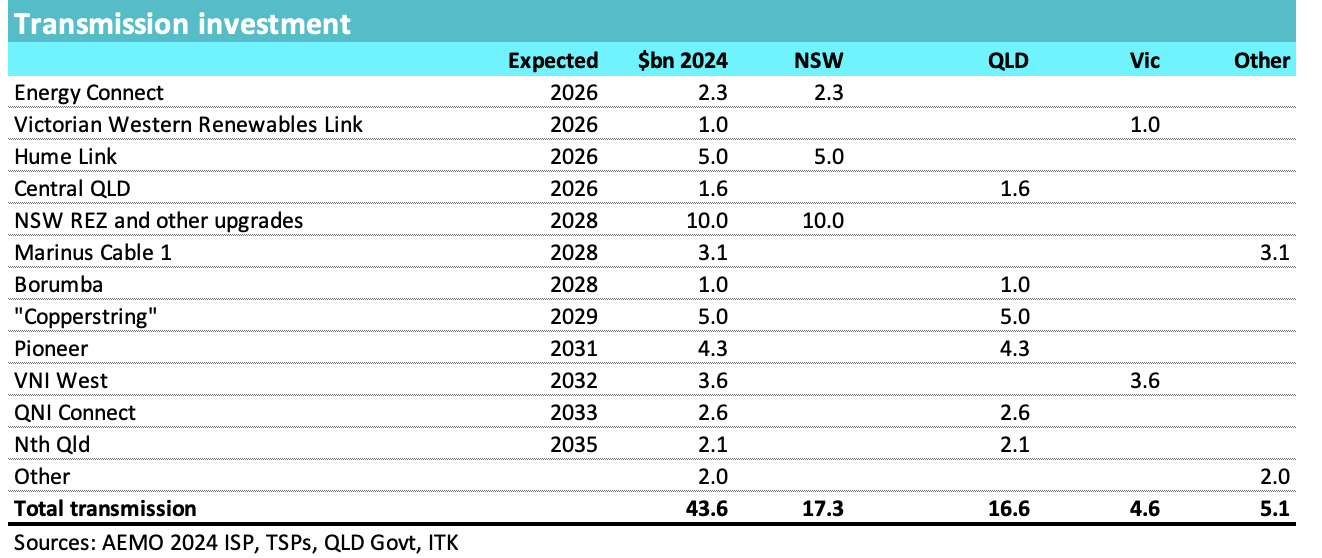 Transmission investment
Expected $bn 2024 NSW QLD Vic Other
Energy Connect 2026 2.3 2.3
Victorian Western Renewables Link 2026 1.0 1.0
Hume Link 2026 5.0 5.0
Central QLD 2026 1.6 1.6
NSW REZ and other upgrades 2028 10.0 10.0
Marinus Cable 1 2028 3.1 3.1
Borumba 2028 1.0 1.0
"Copperstring" 2029 5.0 5.0
Pioneer 2031 4.3 4.3
VNI West 2032 3.6 3.6
QNI Connect 2033 2.6 2.6
Nth Qld 2035 2.1 2.1
Other 2.0 2.0
Total transmission 43.6 17.3 16.6 4.6 5.1
Sources: AEMO 2024 ISP, TSPs, QLD Govt, ITK